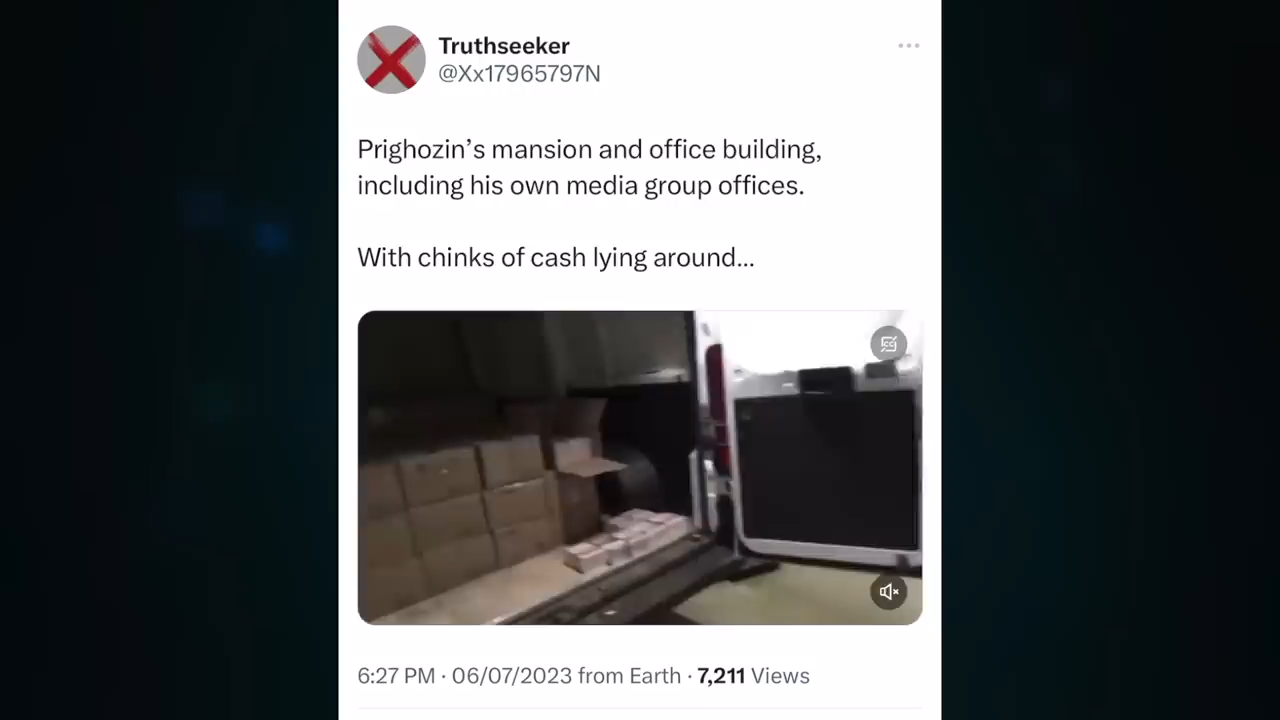 Truthseeker
@Xx17965797N
Prighozin’s mansion and office building,
including his own media group offices.
With chinks of cash lying around...
6:27 PM · 06/07/2023 from Earth · 7,211 Views